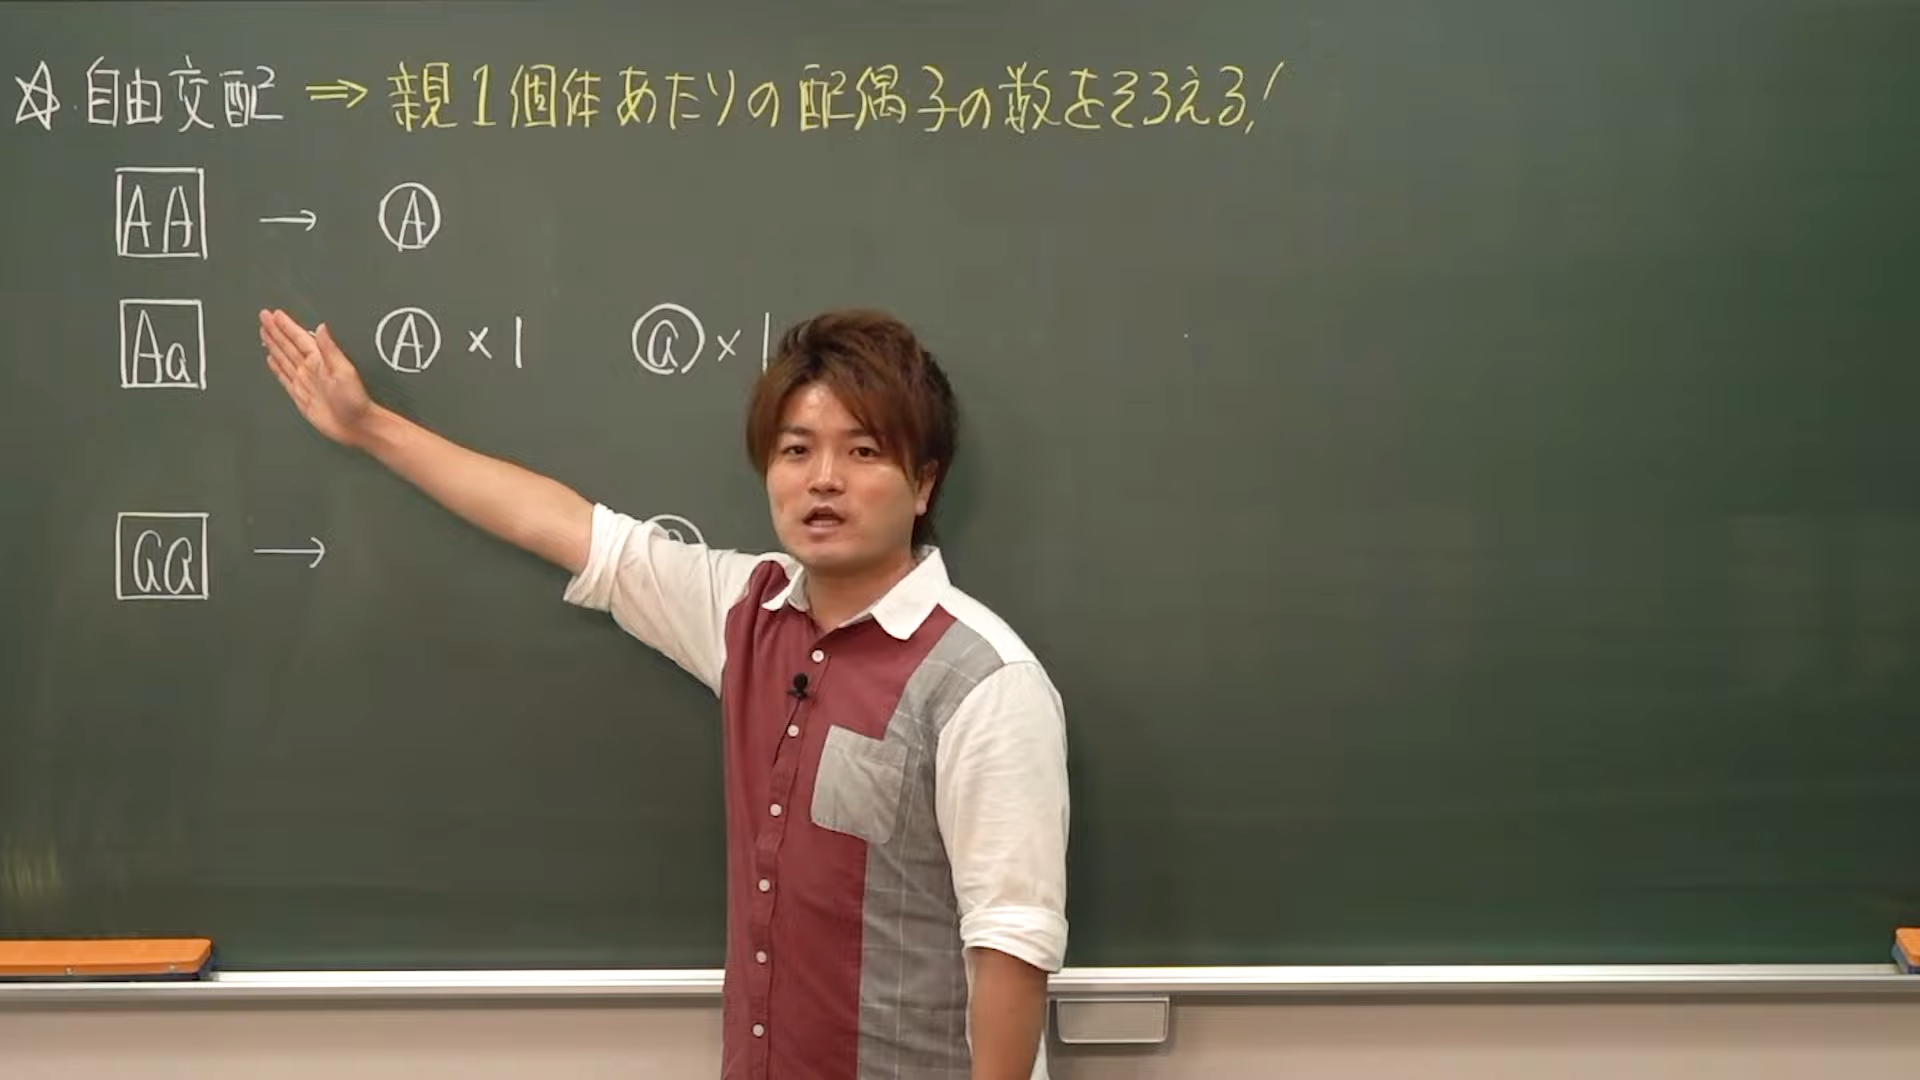 ☆自由交配 ⇒ 親1個体あたりの配偶子の数をそろえる!
AA → A
Aa A ×1 a ×1
aa →